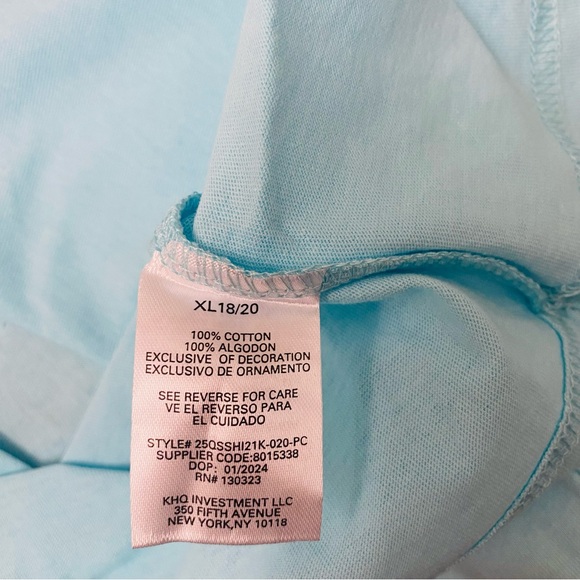 XL18/20
100% COTTON
100% ALGODON
EXCLUSIVE OF DECORATION
EXCLUSIVO DE ORNAMENTO
SEE REVERSE FOR CARE
VE EL REVERSO PARA
EL CUIDADO
STYLE# 25QSSHI21K-020-PC
SUPPLIER CODE:8015338
DOP: 01/2024
RN# 130323
KHQ INVESTMENT LLC
350 FIFTH AVENUE
NEW YORK,NY 10118